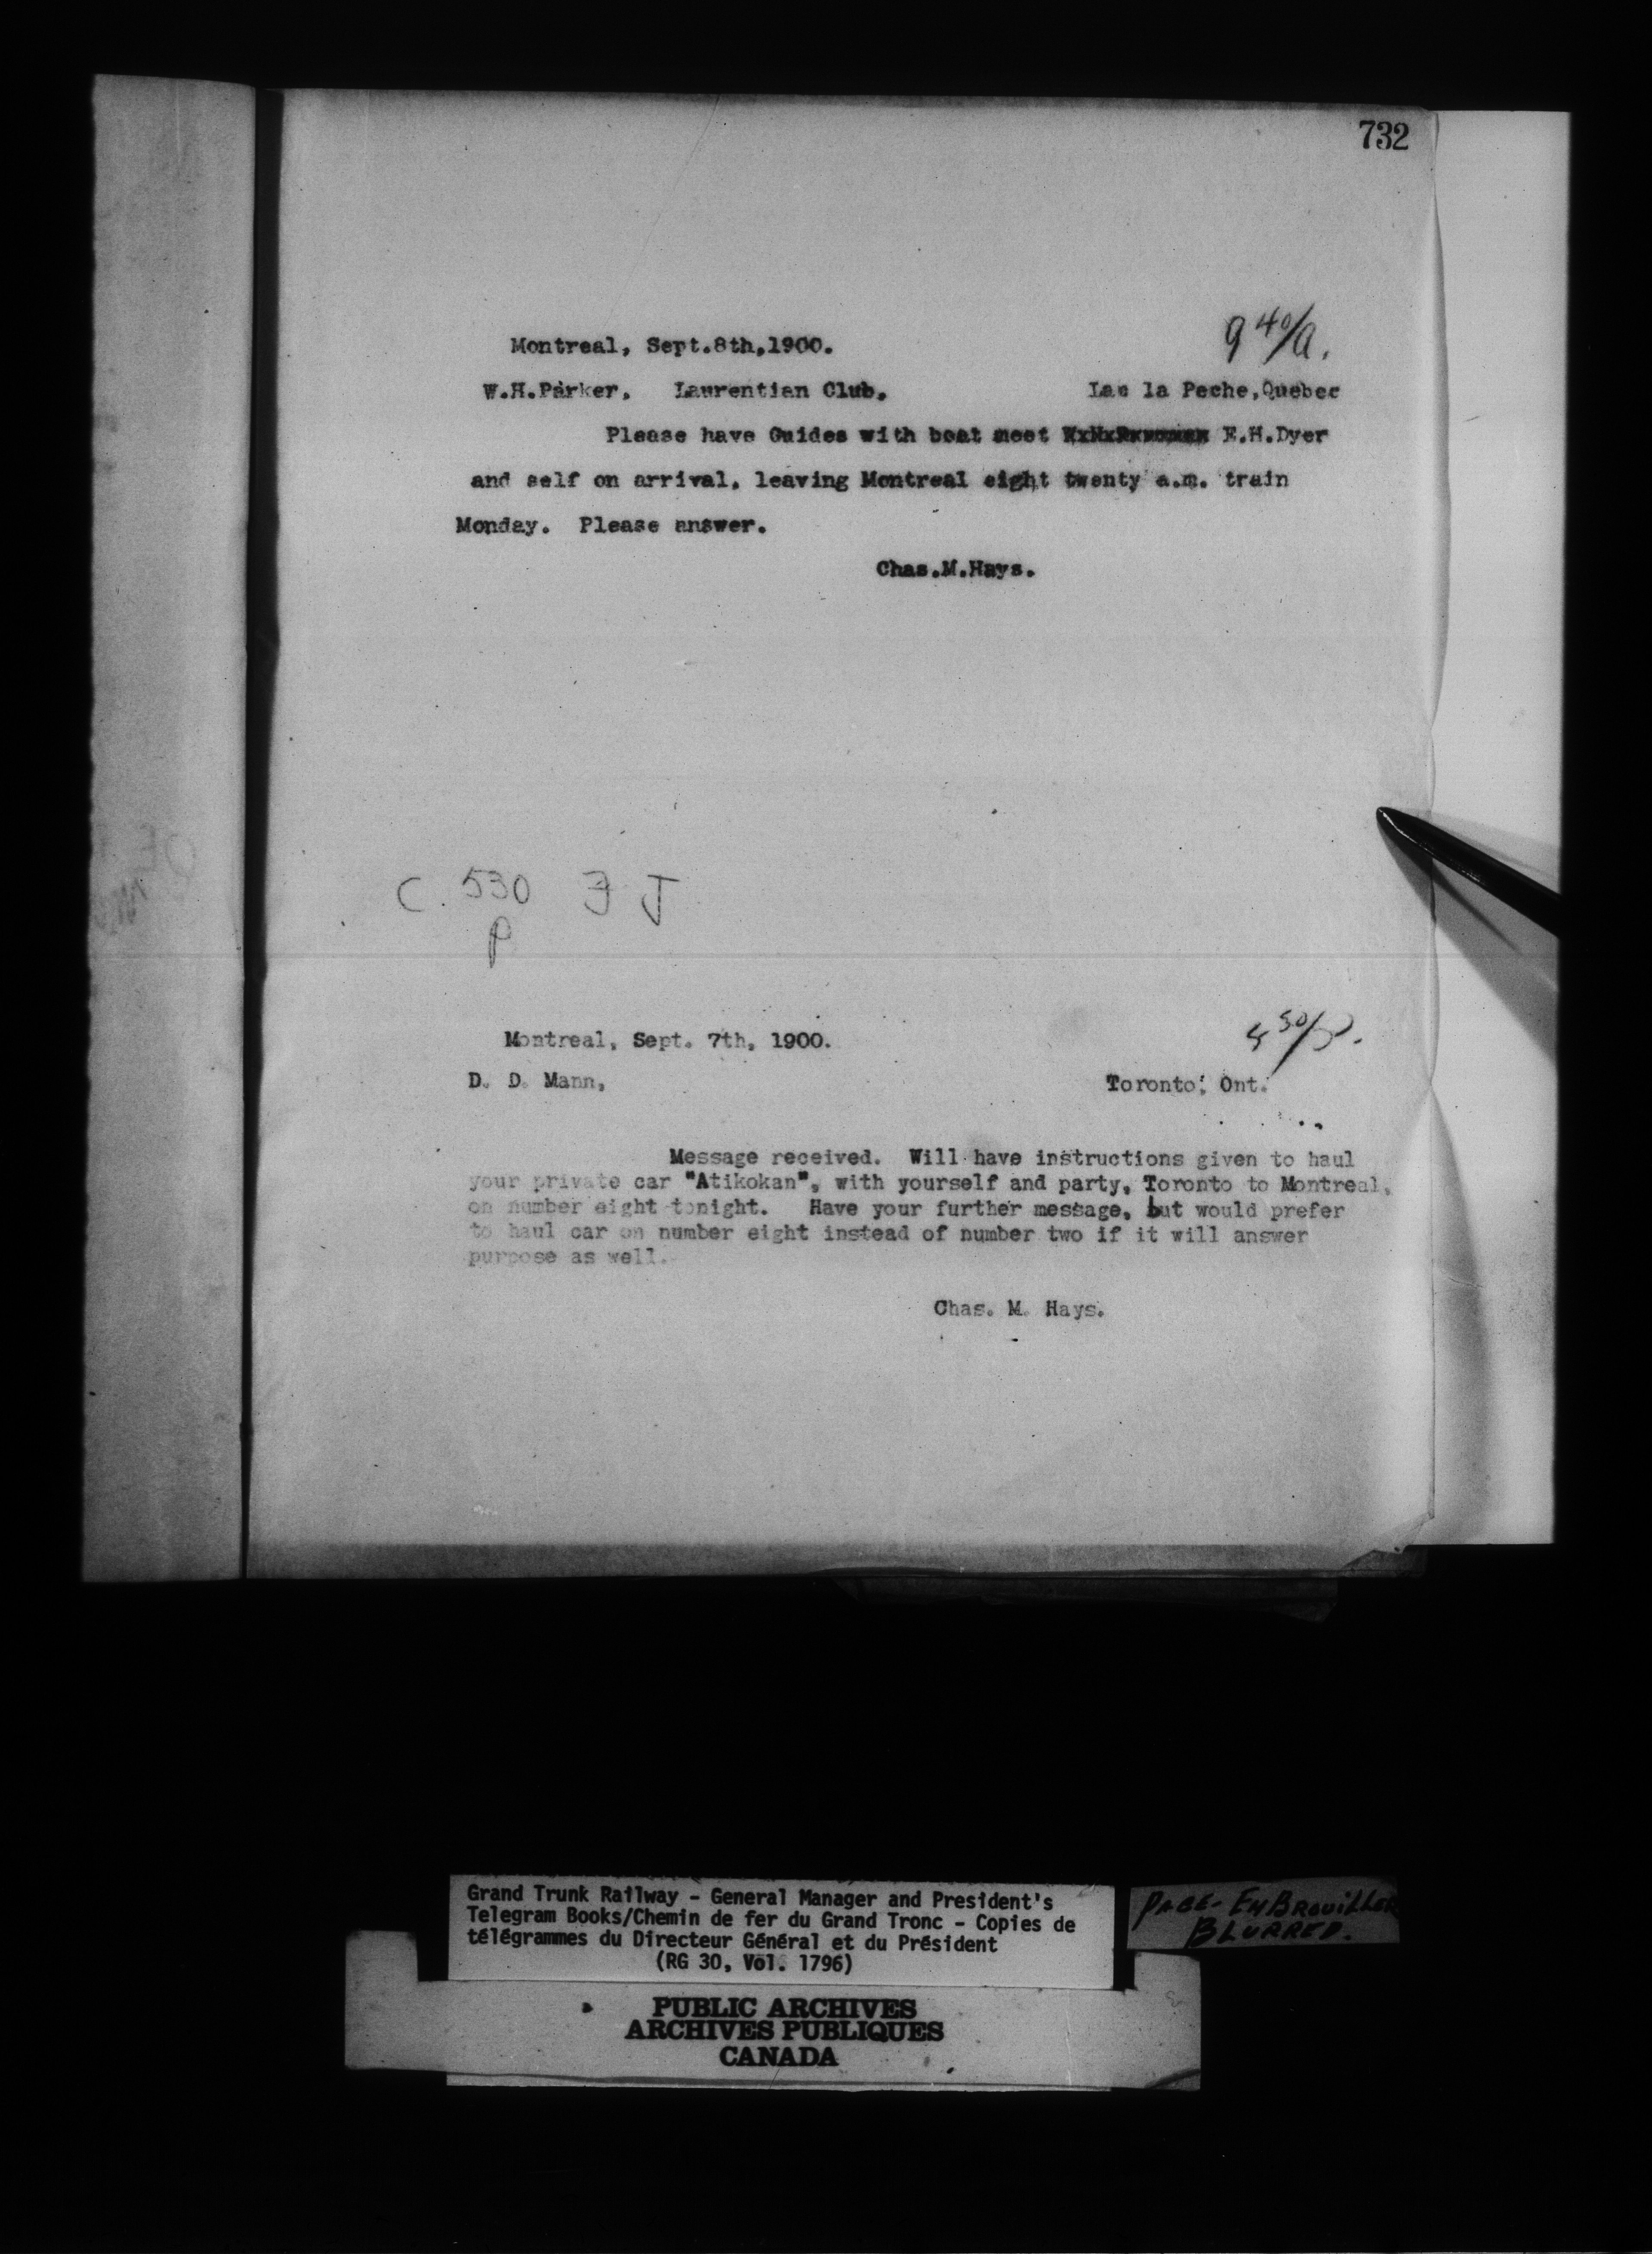 732
9 40/a.
Montreal, Sept.8th,1900.
W.H.Parker, Laurentian Club, Lac la Peche,Quebec
Please have Guides with boat meet E.H.Dyer
and self on arrival, leaving Montreal eight twenty a.m. train
Monday. Please answer.
Chas.M.Hays.
C. 530 J J
P
Montreal, Sept. 7th, 1900.
D. D. Mann, Toronto, Ont.
Message received. Will have instructions given to haul
your private car "Atikokan", with yourself and party, Toronto to Montreal,
on number eight tonight. Have your further message, but would prefer
to haul car on number eight instead of number two if it will answer
purpose as well.
Chas. M. Hays.
Grand Trunk Railway - General Manager and President's
Telegram Books/Chemin de fer du Grand Tronc - Copies de
télégrammes du Directeur Général et du Président
(RG 30, Vol. 1796)
PAGE- EMBROUILLER
BLURRED.
PUBLIC ARCHIVES
ARCHIVES PUBLIQUES
CANADA